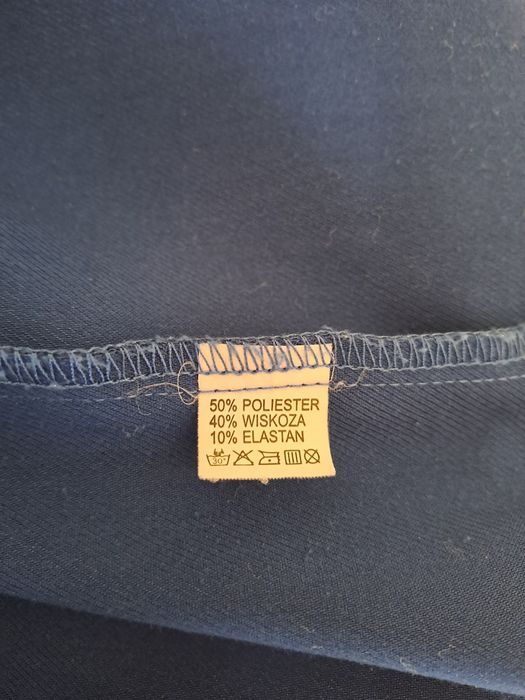 50% POLIESTER
40% WISKOZA
10% ELASTAN
30°